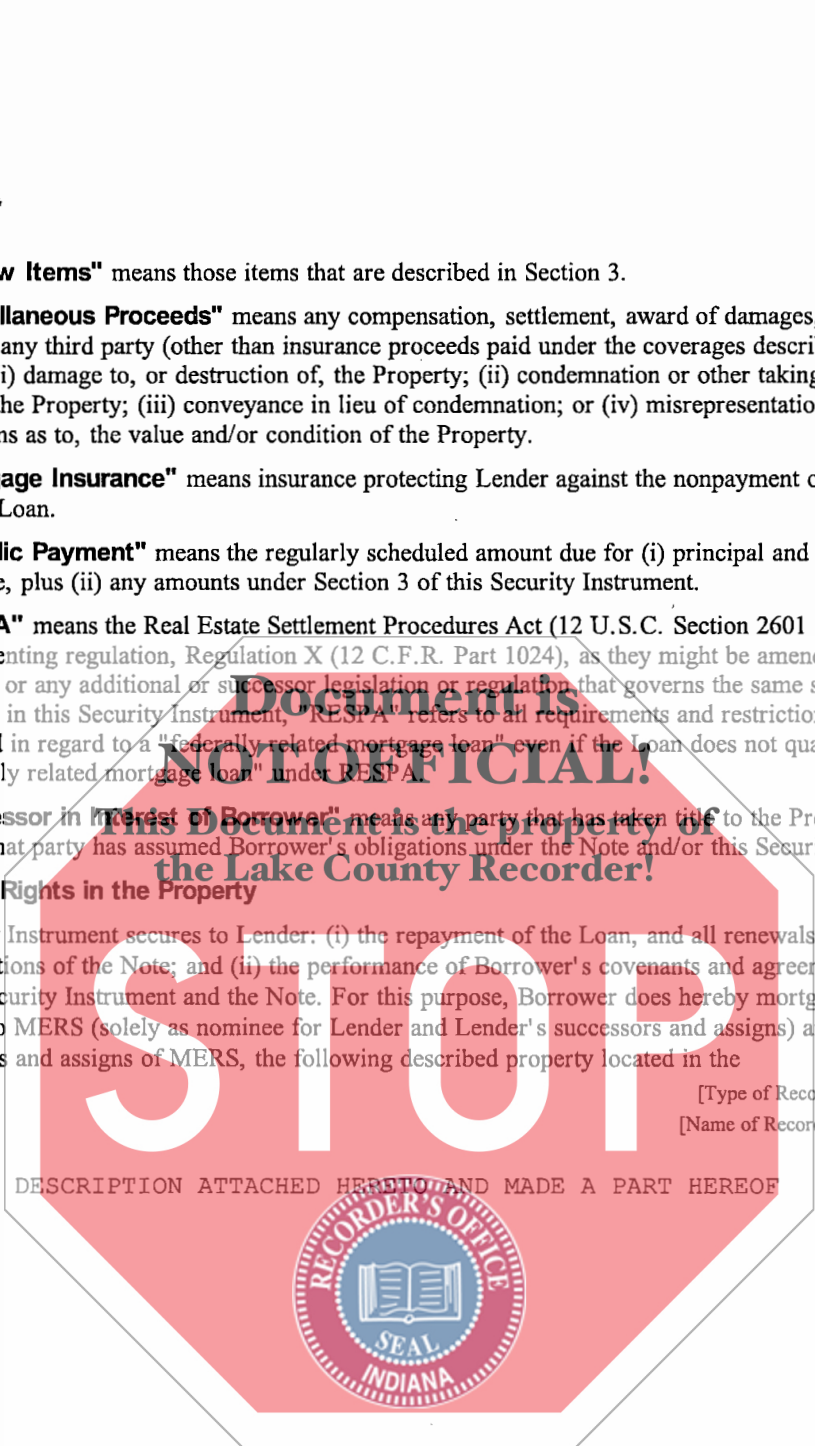 w Items" means those items that are described in Section 3.
llaneous Proceeds" means any compensation, settlement, award of damages,
any third party (other than insurance proceeds paid under the coverages descri
i) damage to, or destruction of, the Property; (ii) condemnation or other taking
he Property; (iii) conveyance in lieu of condemnation; or (iv) misrepresentatio
ns as to, the value and/or condition of the Property.
age Insurance" means insurance protecting Lender against the nonpayment o
Loan.
lic Payment" means the regularly scheduled amount due for (i) principal and
e, plus (ii) any amounts under Section 3 of this Security Instrument.
A" means the Real Estate Settlement Procedures Act (12 U.S.C. Section 2601
enting regulation, Regulation X (12 C.F.R. Part 1024), as they might be amend
or any additional or successor legislation or regulation that governs the same s
Document is
in this Security Instrument, "RESPA" refers to all requirements and restriction
l in regard to a "federally related mortgage loan" even if the Loan does not qua
NOT OFFICIAL!
ly related mortgage loan" under RESPA.
ssor in Interest of Borrower" means any party that has taken title to the Pro
This Document is the property of
nat party has assumed Borrower's obligations under the Note and/or this Secur
the Lake County Recorder!
Rights in the Property
Instrument secures to Lender: (i) the repayment of the Loan, and all renewals
tions of the Note; and (ii) the performance of Borrower's covenants and agreem
curity Instrument and the Note. For this purpose, Borrower does hereby mortg
o MERS (solely as nominee for Lender and Lender's successors and assigns) a
s and assigns of MERS, the following described property located in the
STOP
[Type of Reco
[Name of Recor
DESCRIPTION ATTACHED HERETO AND MADE A PART HEREOF
RECORDER'S OFFICE
SEAL
INDIANA